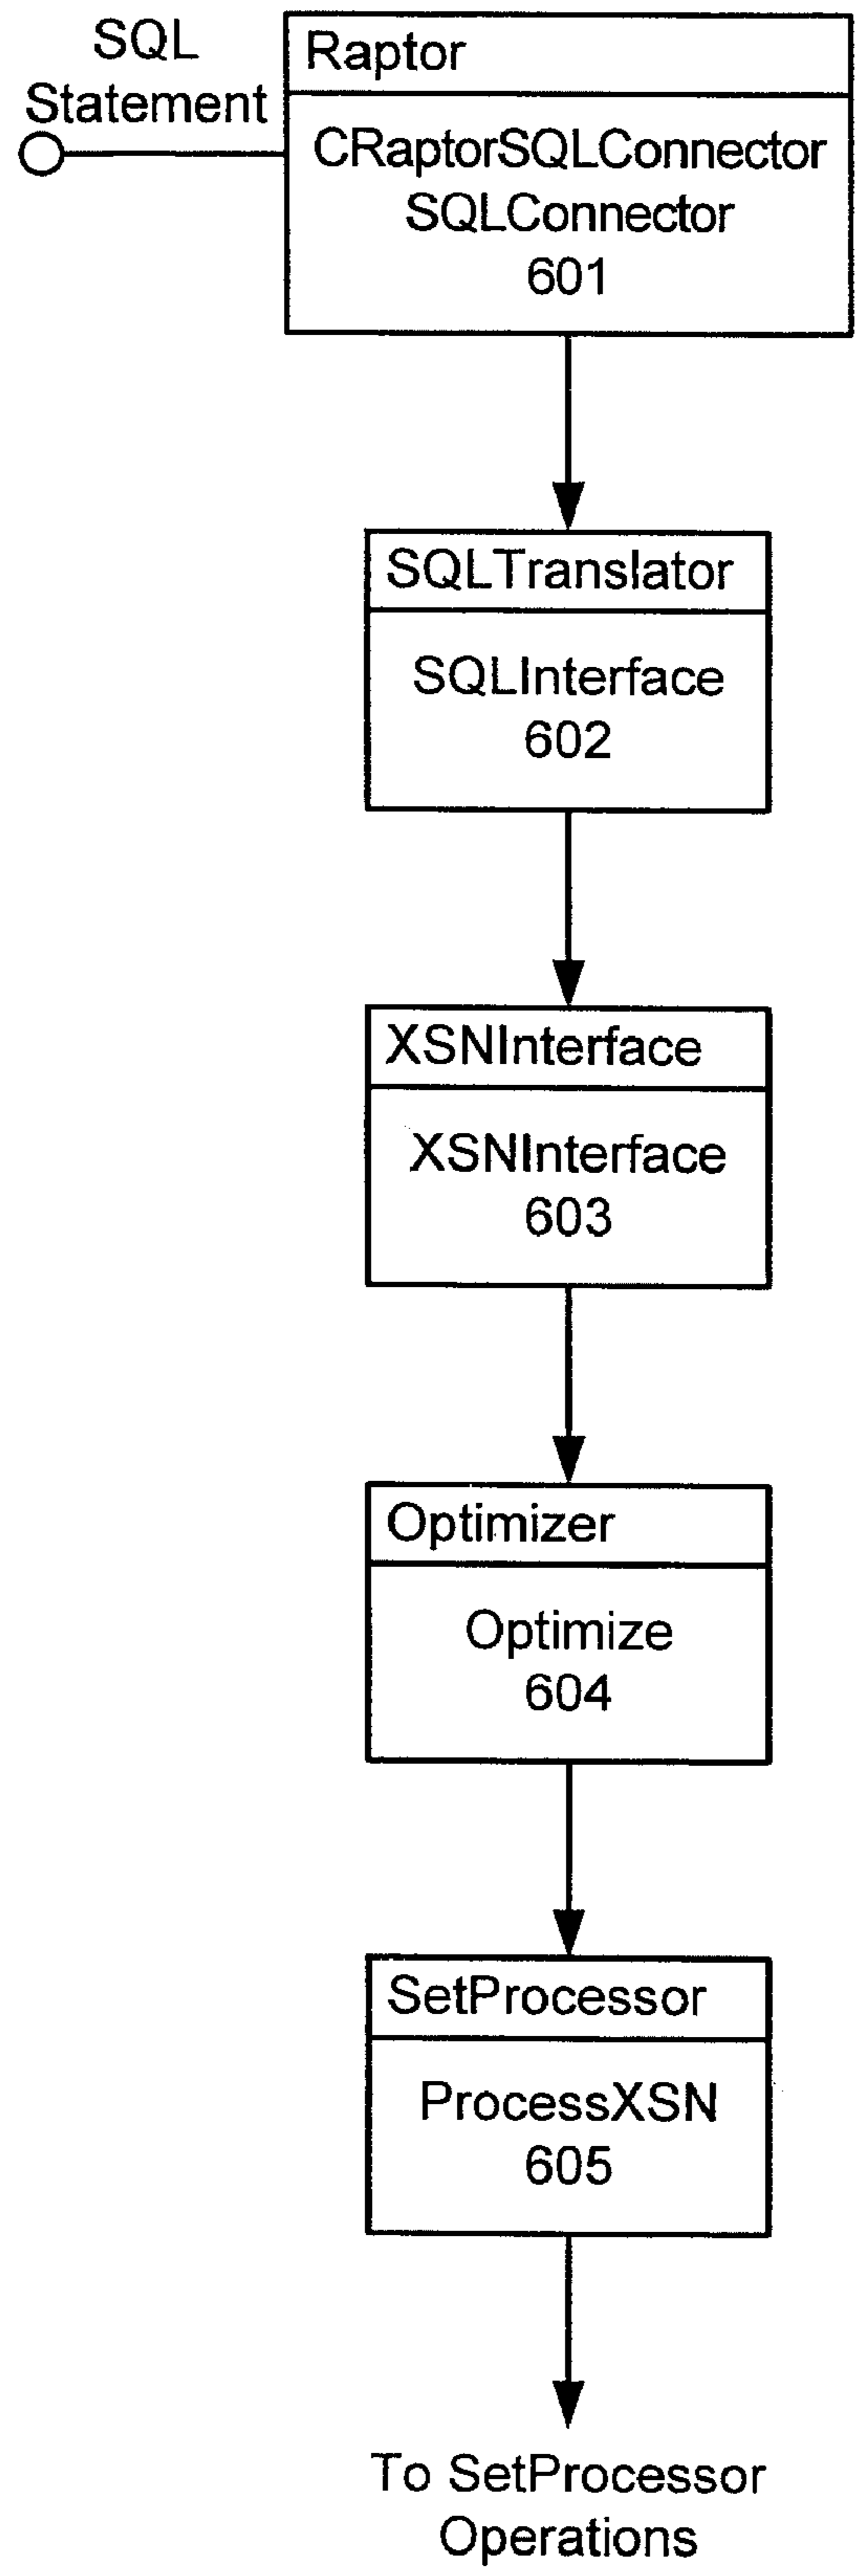 SQL
Statement
Raptor
CRaptorSQLConnector
SQLConnector
601
SQLTranslator
SQLInterface
602
XSNInterface
XSNInterface
603
Optimizer
Optimize
604
SetProcessor
ProcessXSN
605
To SetProcessor
Operations